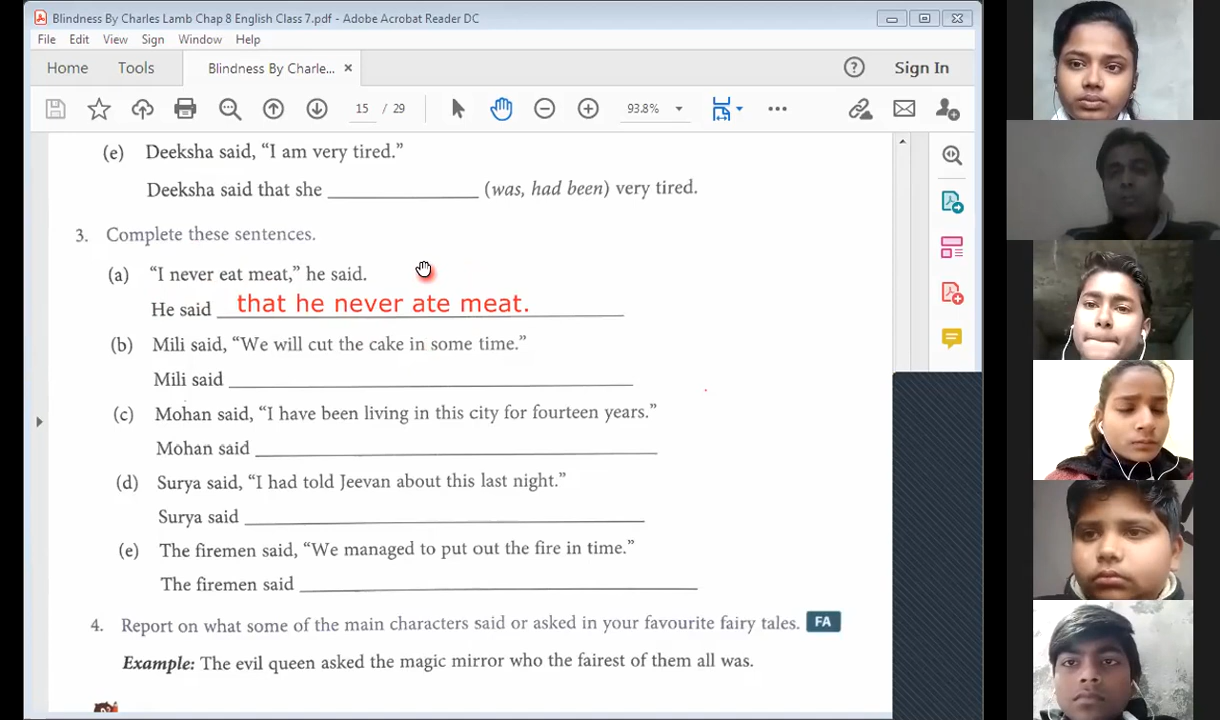 Blindness By Charles Lamb Chap 8 English Class 7.pdf - Adobe Acrobat Reader DC
File Edit View Sign Window Help
Home Tools Blindness By Charle... × Sign In
15 / 29 93.8%
(e) Deeksha said, “I am very tired.”
Deeksha said that she ______________ (was, had been) very tired.
3. Complete these sentences.
(a) “I never eat meat,” he said.
He said that he never ate meat.
(b) Mili said, “We will cut the cake in some time.”
Mili said ______________
(c) Mohan said, “I have been living in this city for fourteen years.”
Mohan said ______________
(d) Surya said, “I had told Jeevan about this last night.”
Surya said ______________
(e) The firemen said, “We managed to put out the fire in time.”
The firemen said ______________
4. Report on what some of the main characters said or asked in your favourite fairy tales. FA
Example: The evil queen asked the magic mirror who the fairest of them all was.